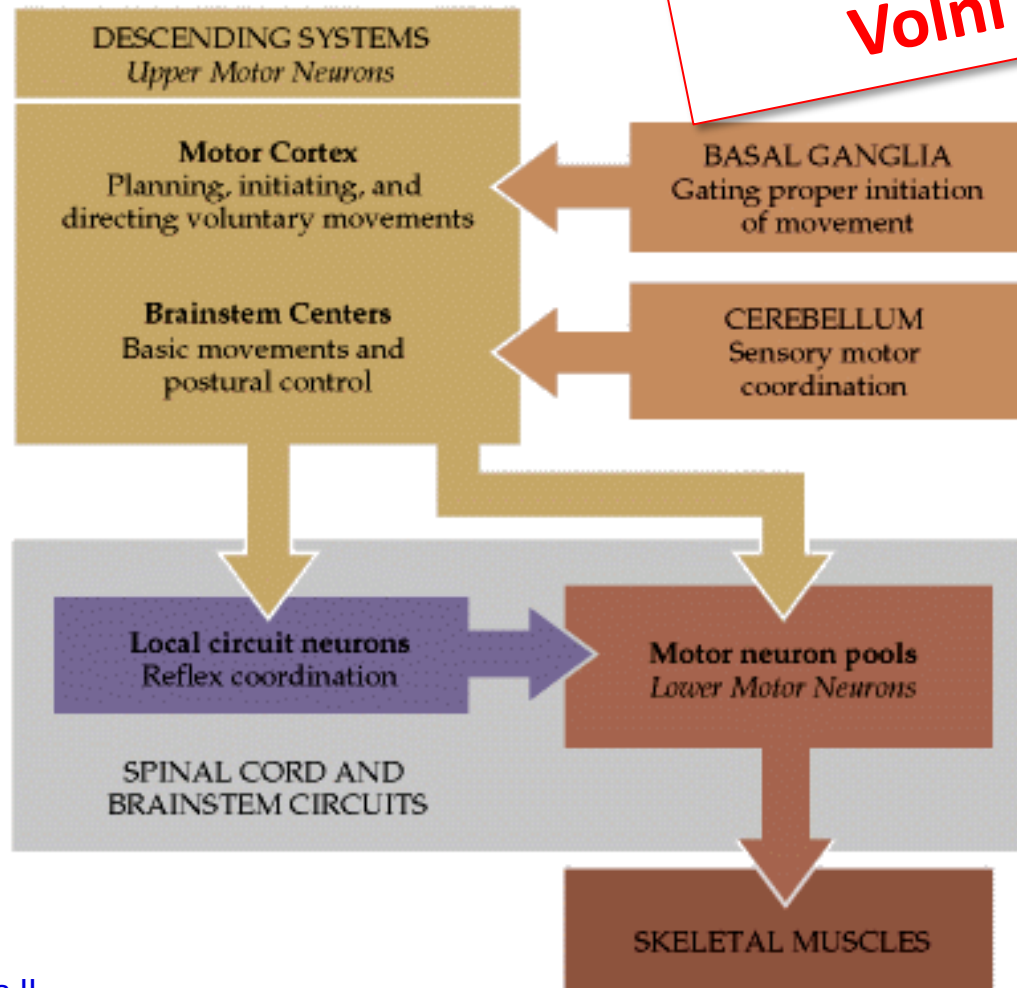 DESCENDING SYSTEMS
Upper Motor Neurons
Volni
Motor Cortex
Planning, initiating, and
directing voluntary movements
BASAL GANGLIA
Gating proper initiation
of movement
Brainstem Centers
Basic movements and
postural control
CEREBELLUM
Sensory motor
coordination
Local circuit neurons
Reflex coordination
Motor neuron pools
Lower Motor Neurons
SPINAL CORD AND
BRAINSTEM CIRCUITS
SKELETAL MUSCLES